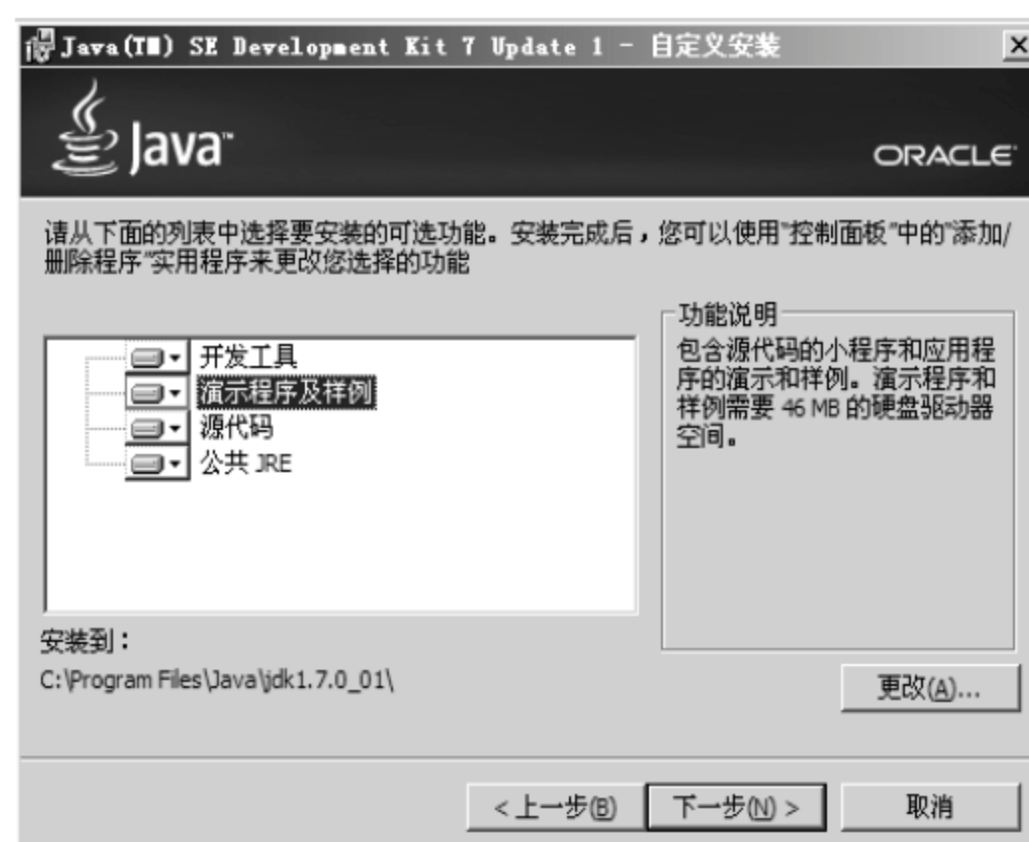 Java(TM) SE Development Kit 7 Update 1 - 自定义安装
Java™
ORACLE
请从下面的列表中选择要安装的可选功能。安装完成后，您可以使用"控制面板"中的"添加/
删除程序"实用程序来更改您选择的功能
开发工具
演示程序及样例
源代码
公共 JRE
功能说明
包含源代码的小程序和应用程
序的演示和样例。演示程序和
样例需要 46 MB 的硬盘驱动器
空间。
安装到：
C:\Program Files\Java\jdk1.7.0_01\
更改(A)...
<上一步(B)
下一步(N) >
取消